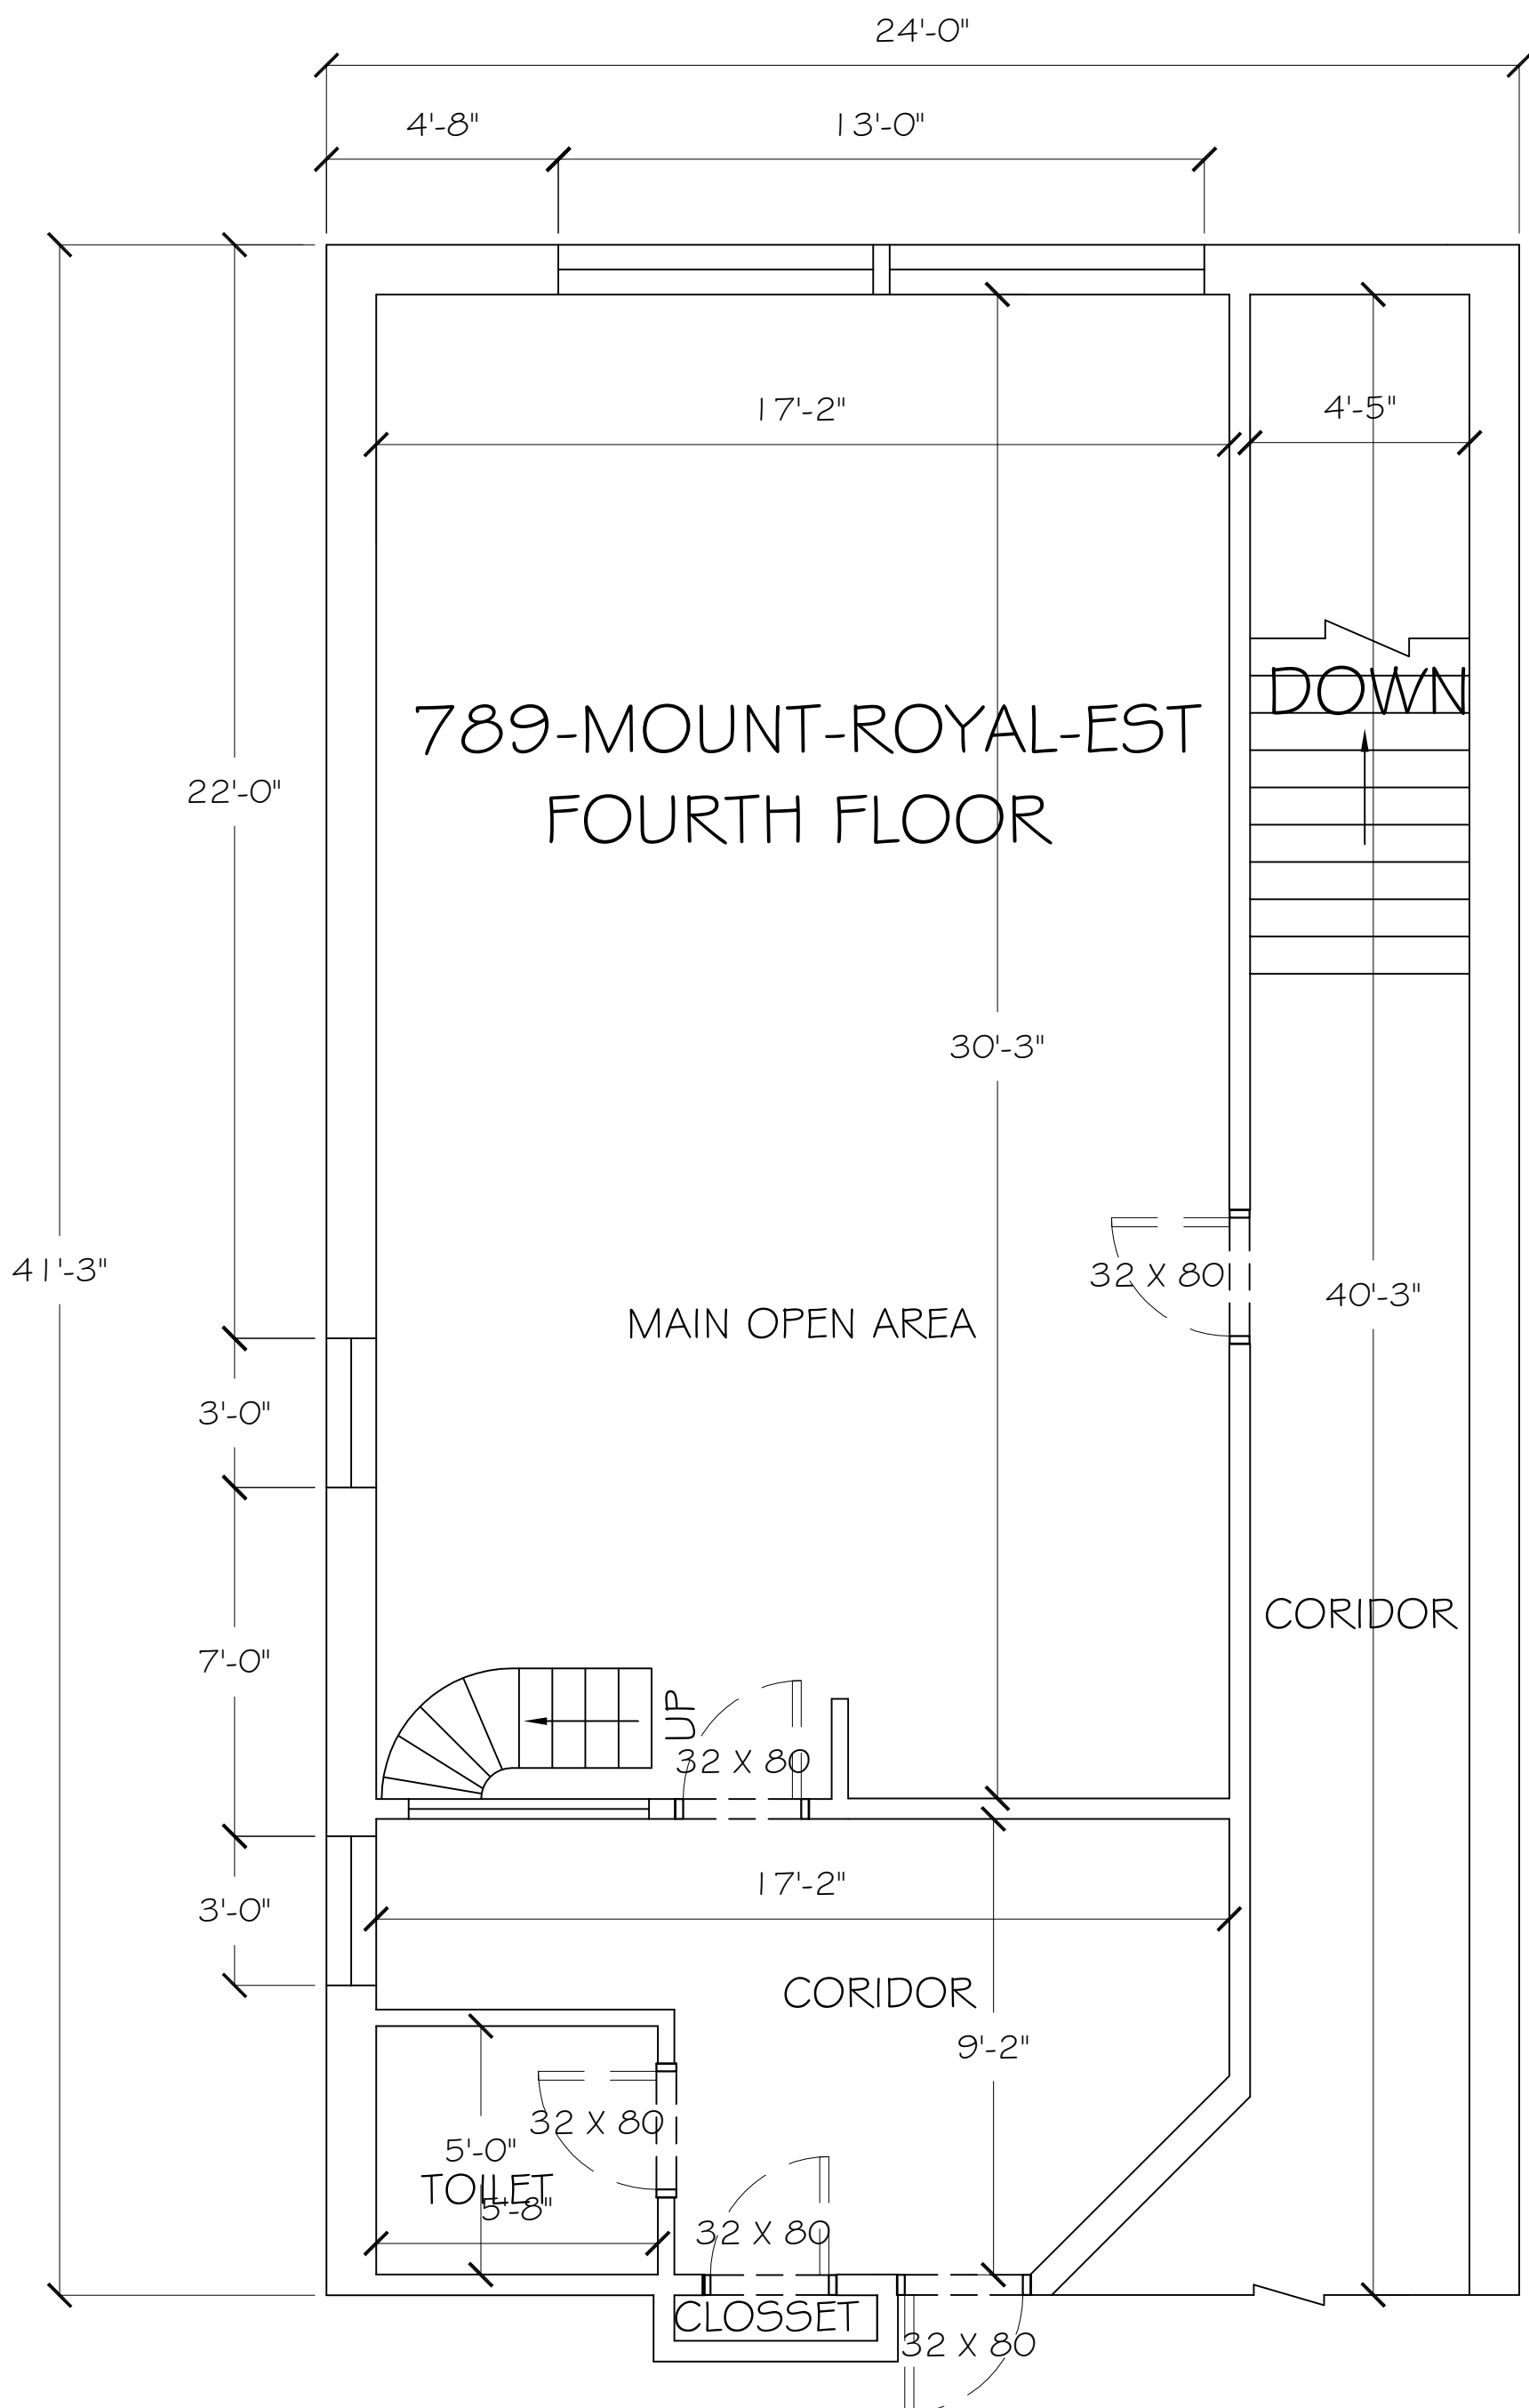 24'-0"
4'-8"
13'-0"
17'-2"
4'-5"
DOWN
789-MOUNT-ROYAL-EST
FOURTH FLOOR
22'-0"
30'-3"
41'-3"
32 X 80
40'-3"
MAIN OPEN AREA
3'-0"
CORIDOR
7'-0"
UP
32 X 80
17'-2"
3'-0"
CORIDOR
9'-2"
32 X 80
5'-0"
TOILET
5'-8"
32 X 80
CLOSSET
32 X 80